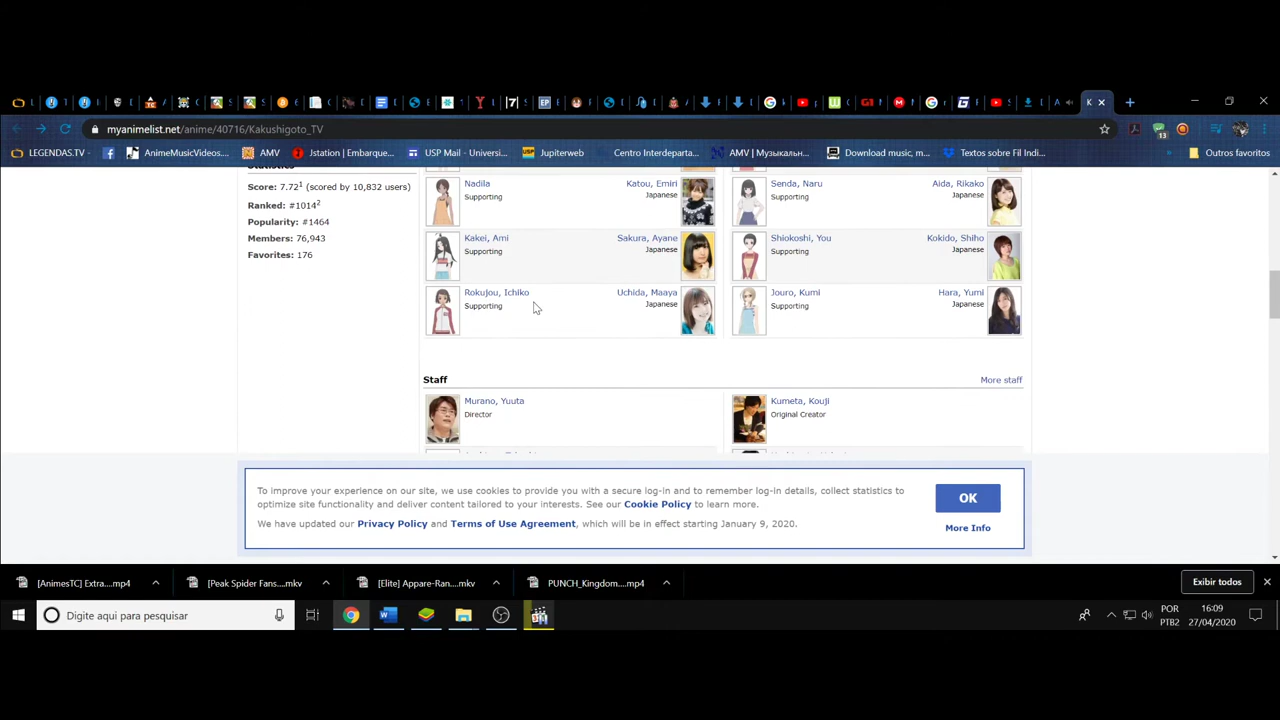 myanimelist.net/anime/40716/Kakushigoto_TV
LEGENDAS.TV - AnimeMusicVideos... AMV Jstation | Embarque... USP Mail - Universi... Jupiterweb Centro Interdeparta... AMV | Музыкальн... Download music, m... Textos sobre Fil Ind Outros favoritos
Statistics
Score: 7.72¹ (scored by 10,832 users)
Ranked: #1014²
Popularity: #1464
Members: 76,943
Favorites: 176
Nadila Katou, Emiri Senda, Naru Aida, Rikako
Supporting Japanese Supporting Japanese
Kakei, Ami Sakura, Ayane Shiokoshi, You Kokido, Shiho
Supporting Japanese Supporting Japanese
Rokujou, Ichiko Uchida, Maaya Jouro, Kumi Hara, Yumi
Supporting Japanese Supporting Japanese
Staff More staff
Murano, Yuuta Kumeta, Kouji
Director Original Creator
To improve your experience on our site, we use cookies to provide you with a secure log-in and to remember log-in details, collect statistics to
optimize site functionality and deliver content tailored to your interests. See our Cookie Policy to learn more.
We have updated our Privacy Policy and Terms of Use Agreement, which will be in effect starting January 9, 2020.
OK
More Info
[AnimesTC] Extra....mp4 [Peak Spider Fans....mkv [Elite] Appare-Ran....mkv PUNCH_Kingdom....mp4 Exibir todos
Digite aqui para pesquisar
POR 16:09
PTB2 27/04/2020